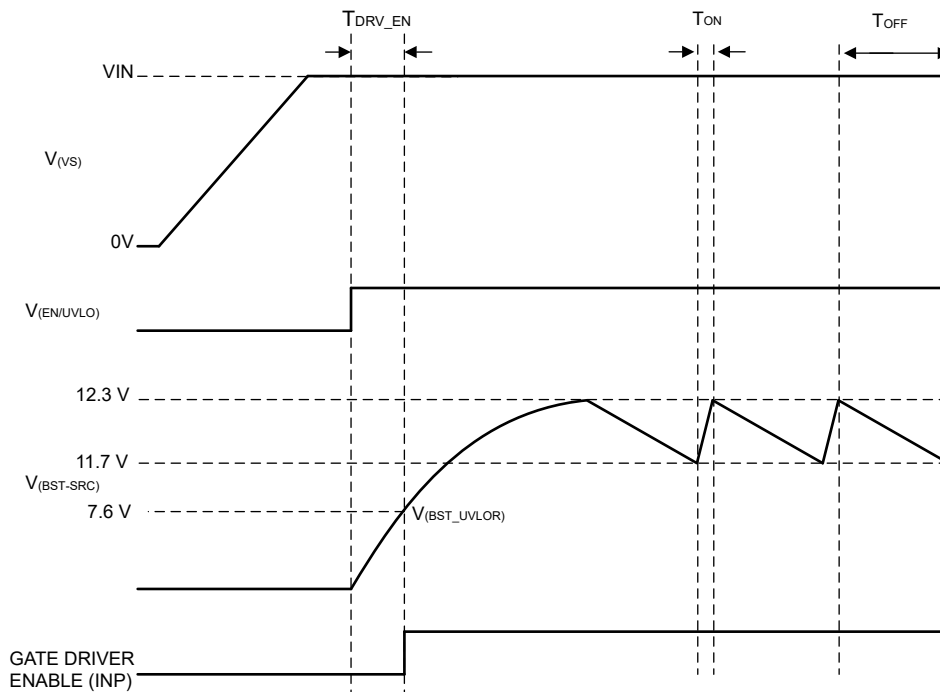 TDRV_EN
TON
TOFF
VIN
V(VS)
0V
V(EN/UVLO)
12.3 V
11.7 V
V(BST-SRC)
7.6 V
V(BST_UVLOR)
GATE DRIVER
ENABLE (INP)